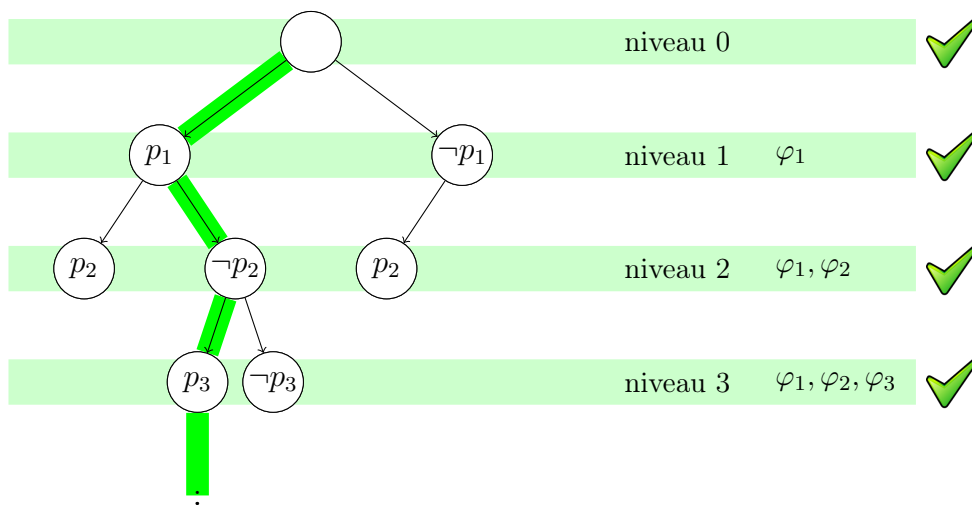 niveau 0
p₁ ¬p₁ niveau 1 φ₁
p₂ ¬p₂ p₂ niveau 2 φ₁, φ₂
p₃ ¬p₃ niveau 3 φ₁, φ₂, φ₃
⋮